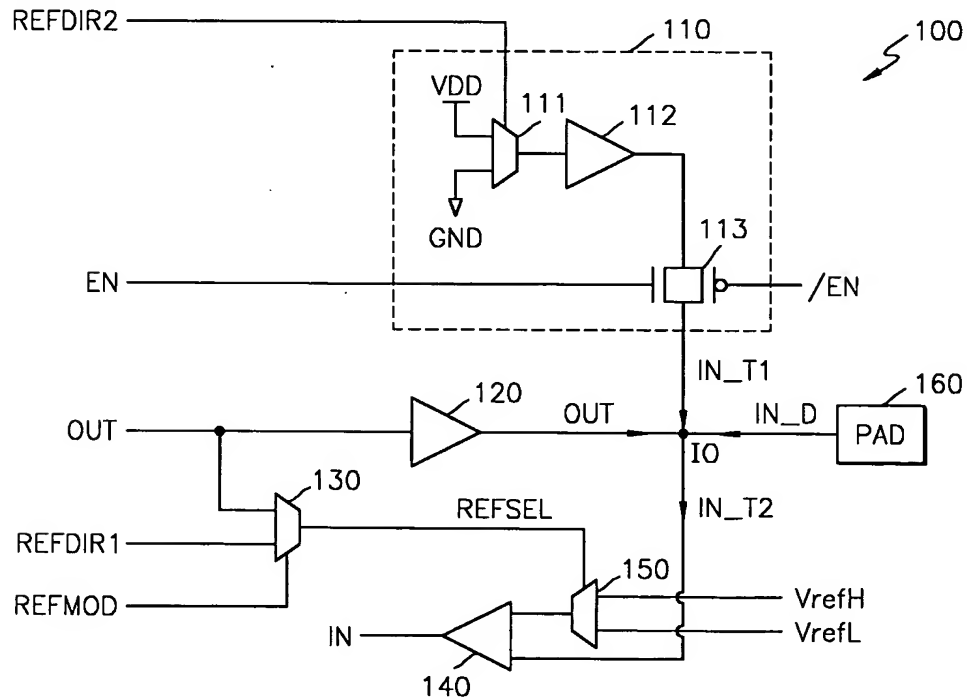 REFDIR2
110
100
VDD
111
112
GND
113
EN
/EN
IN_T1
120
160
OUT
OUT
IN_D
PAD
IO
130
IN_T2
REFSEL
REFDIR1
150
VrefH
REFMOD
IN
VrefL
140